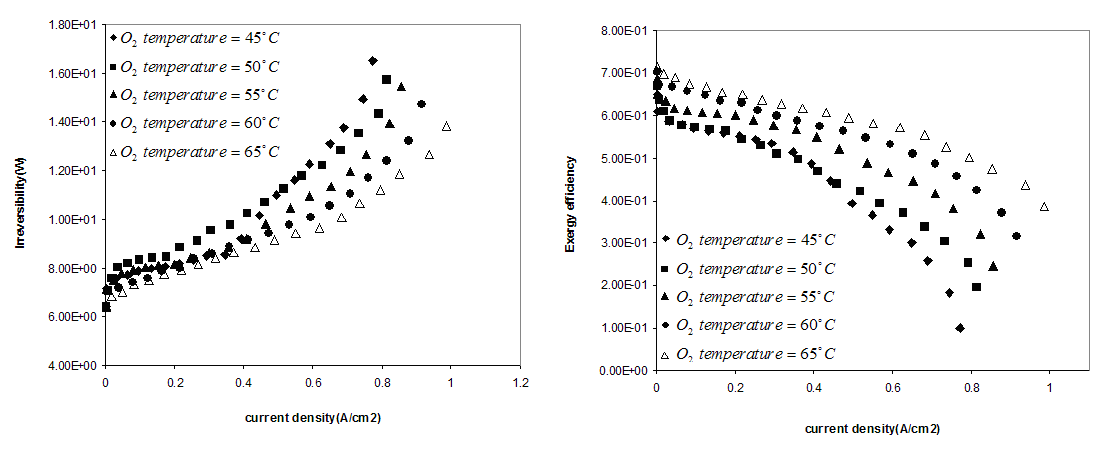 1.80E+01
1.60E+01
1.40E+01
1.20E+01
1.00E+01
8.00E+00
6.00E+00
4.00E+00
Irreversibility(W)
O2 temperature = 45°C
O2 temperature = 50°C
O2 temperature = 55°C
O2 temperature = 60°C
O2 temperature = 65°C
0 0.2 0.4 0.6 0.8 1 1.2
current density(A/cm2)
8.00E-01
7.00E-01
6.00E-01
5.00E-01
4.00E-01
3.00E-01
2.00E-01
1.00E-01
0.00E+00
Exergy efficiency
O2 temperature = 45°C
O2 temperature = 50°C
O2 temperature = 55°C
O2 temperature = 60°C
O2 temperature = 65°C
0 0.2 0.4 0.6 0.8 1
current density(A/cm2)